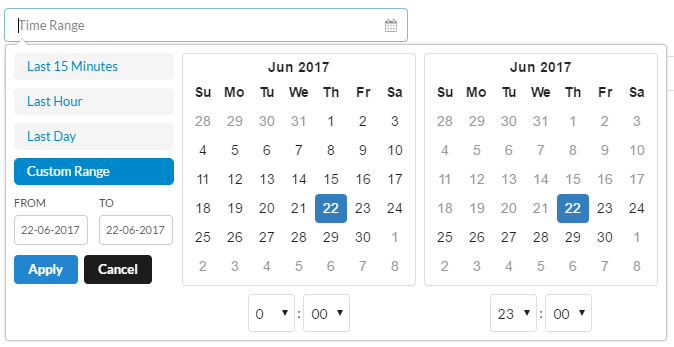 Time Range
Last 15 Minutes
Last Hour
Last Day
Custom Range
FROM TO
22-06-2017 22-06-2017
Apply Cancel
Jun 2017
Su Mo Tu We Th Fr Sa
28 29 30 31 1 2 3
4 5 6 7 8 9 10
11 12 13 14 15 16 17
18 19 20 21 22 23 24
25 26 27 28 29 30 1
2 3 4 5 6 7 8
0 : 00
Jun 2017
Su Mo Tu We Th Fr Sa
28 29 30 31 1 2 3
4 5 6 7 8 9 10
11 12 13 14 15 16 17
18 19 20 21 22 23 24
25 26 27 28 29 30 1
2 3 4 5 6 7 8
23 : 00